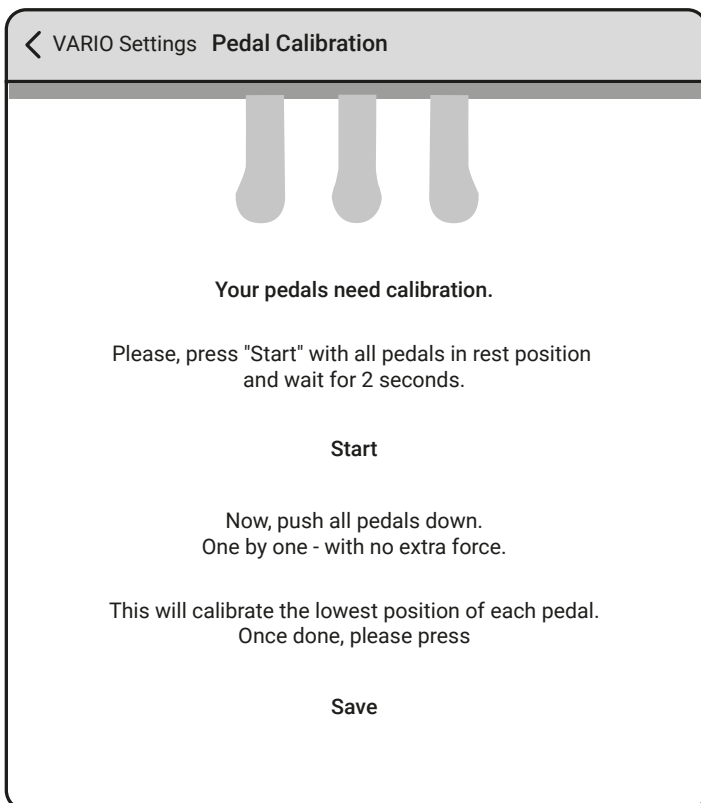 VARIO Settings Pedal Calibration
Your pedals need calibration.
Please, press "Start" with all pedals in rest position
and wait for 2 seconds.
Start
Now, push all pedals down.
One by one - with no extra force.
This will calibrate the lowest position of each pedal.
Once done, please press
Save